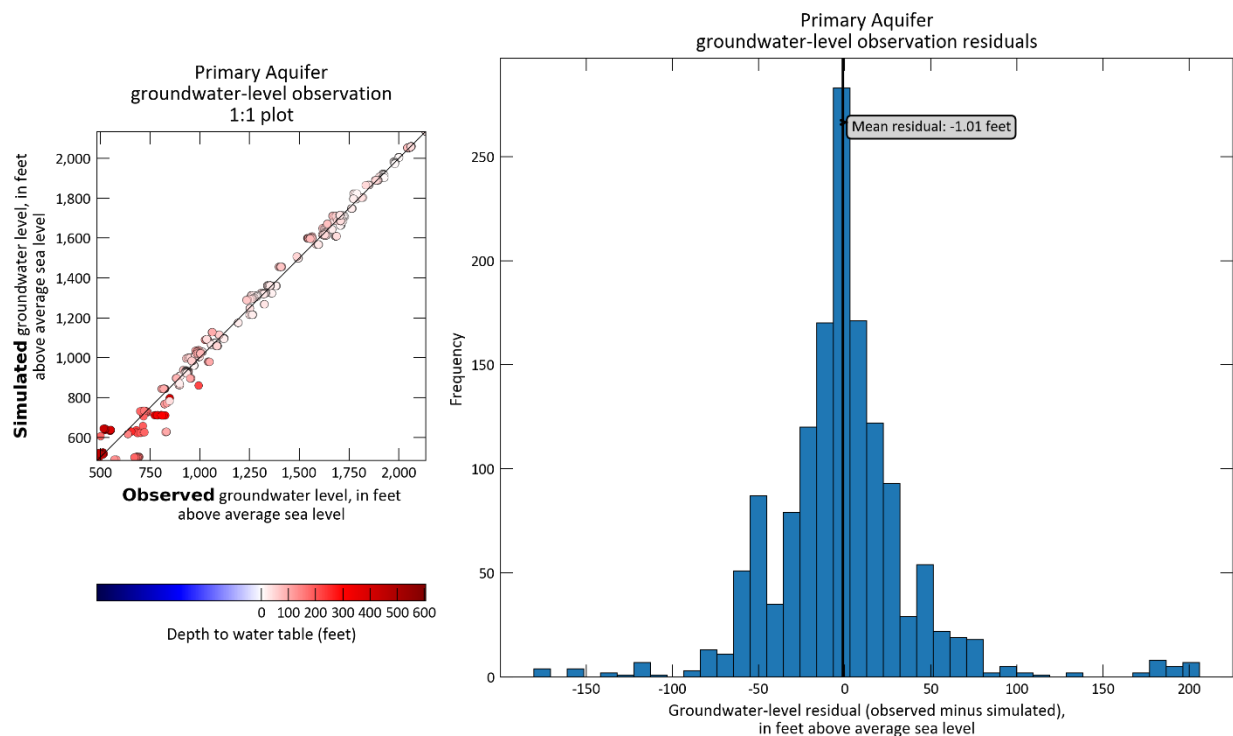 Primary Aquifer
groundwater-level observation
1:1 plot
2,000
1,800
1,600
1,400
1,200
1,000
800
600
Simulated groundwater level, in feet
above average sea level
500
750
1,000
1,250
1,500
1,750
2,000
Observed groundwater level, in feet
above average sea level
0
100
200
300
400
500
600
Depth to water table (feet)
Primary Aquifer
groundwater-level observation residuals
Mean residual: -1.01 feet
250
200
150
100
50
0
Frequency
-150
-100
-50
0
50
100
150
200
Groundwater-level residual (observed minus simulated),
in feet above average sea level